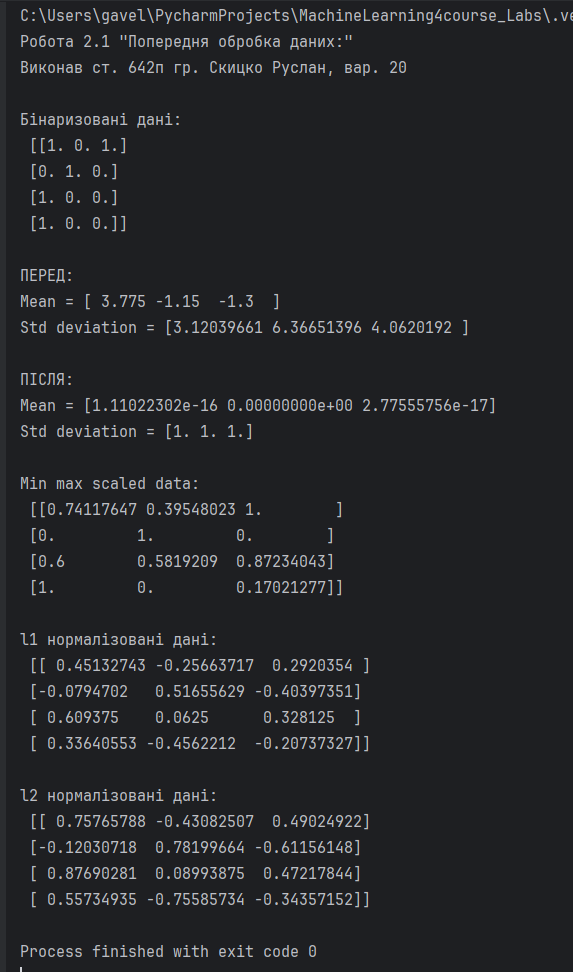 C:\Users\gavel\PycharmProjects\MachineLearning4course_Labs\.ve
Робота 2.1 "Попередня обробка даних:"
Виконав ст. 642п гр. Скицко Руслан, вар. 20
Бінаризовані дані:
[[1. 0. 1.]
[0. 1. 0.]
[1. 0. 0.]
[1. 0. 0.]]
ПЕРЕД:
Mean = [ 3.775 -1.15  -1.3  ]
Std deviation = [3.12039661 6.36651396 4.0620192 ]
ПІСЛЯ:
Mean = [1.11022302e-16 0.00000000e+00 2.77555756e-17]
Std deviation = [1. 1. 1.]
Min max scaled data:
[[0.74117647 0.39548023 1.        ]
[0.         1.         0.        ]
[0.6        0.5819209  0.87234043]
[1.         0.         0.17021277]]
l1 нормалізовані дані:
[[ 0.45132743 -0.25663717  0.2920354 ]
[-0.0794702   0.51655629 -0.40397351]
[ 0.609375    0.0625      0.328125  ]
[ 0.33640553 -0.4562212  -0.20737327]]
l2 нормалізовані дані:
[[ 0.75765788 -0.43082507  0.49024922]
[-0.12030718  0.78199664 -0.61156148]
[ 0.87690281  0.08993875  0.47217844]
[ 0.55734935 -0.75585734 -0.34357152]]
Process finished with exit code 0